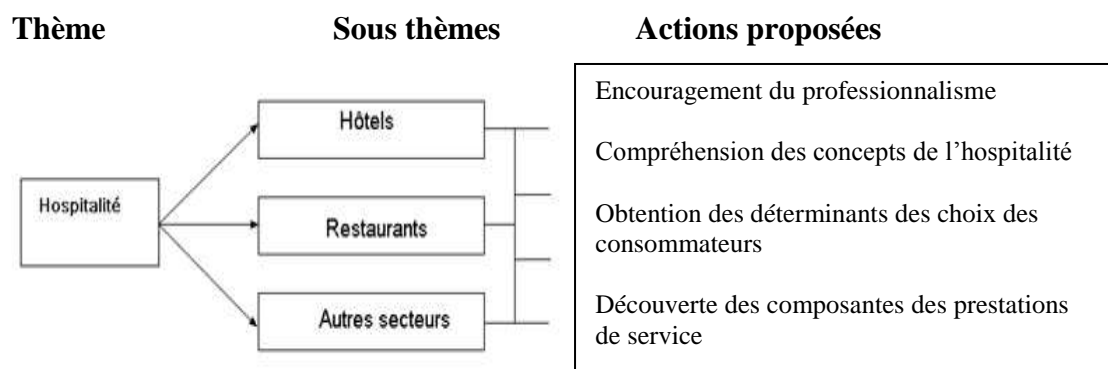 Thème Sous thèmes Actions proposées
Hôtels
Hospitalité
Restaurants
Autres secteurs
Encouragement du professionnalisme
Compréhension des concepts de l’hospitalité
Obtention des déterminants des choix des
consommateurs
Découverte des composantes des prestations
de service